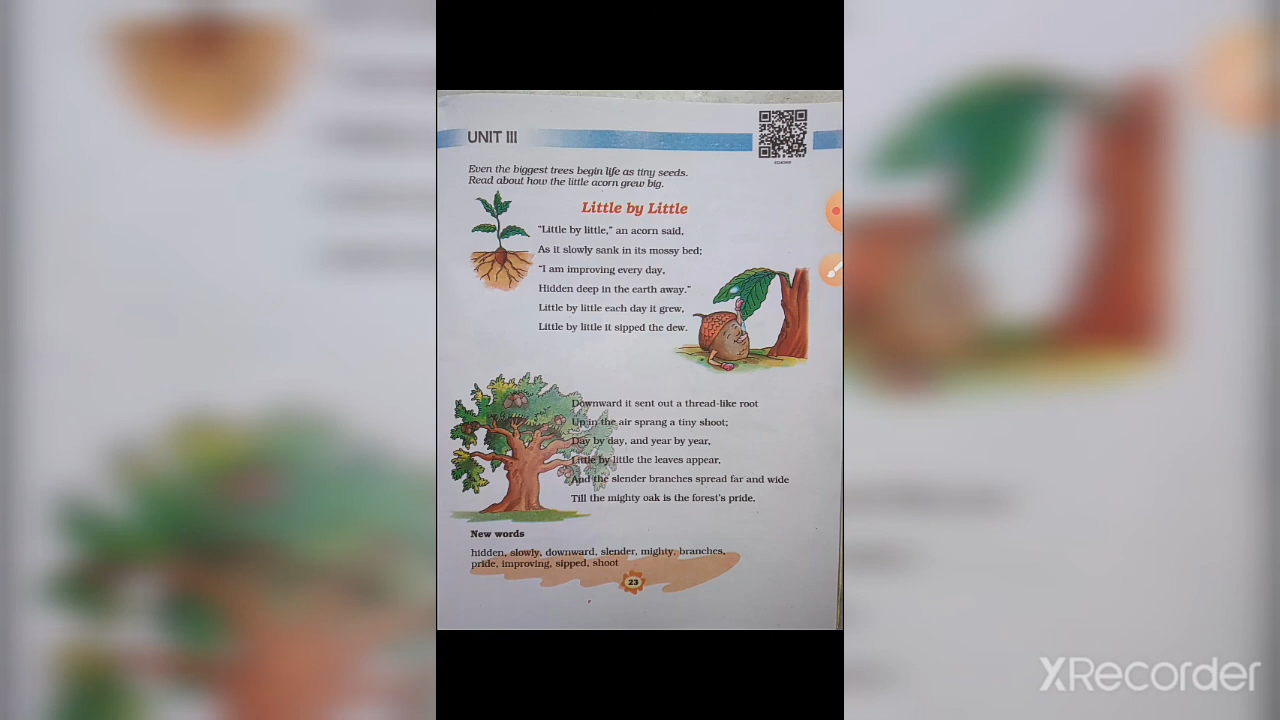 UNIT III
Even the biggest trees begin life as tiny seeds.
Read about how the little acorn grew big.
Little by Little
"Little by little," an acorn said,
As it slowly sank in its mossy bed;
"I am improving every day,
Hidden deep in the earth away."
Little by little each day it grew,
Little by little it sipped the dew.
Downward it sent out a thread-like root
Up in the air sprang a tiny shoot;
Day by day, and year by year,
Little by little the leaves appear,
And the slender branches spread far and wide
Till the mighty oak is the forest's pride.
New words
hidden, slowly, downward, slender, mighty, branches,
pride, improving, sipped, shoot
23
XRecorder